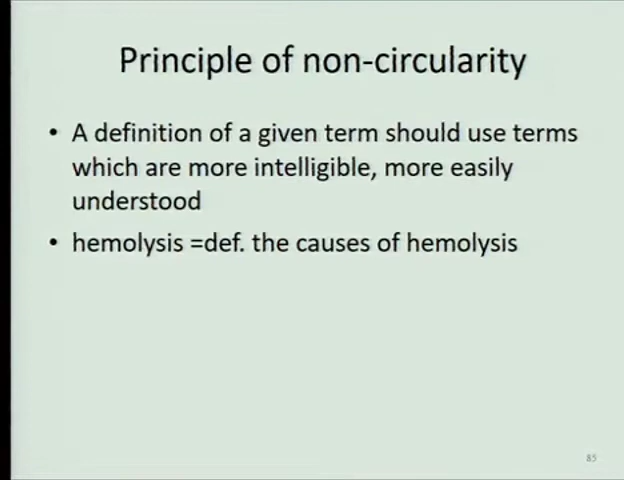 Principle of non-circularity
• A definition of a given term should use terms
which are more intelligible, more easily
understood
• hemolysis =def. the causes of hemolysis
85